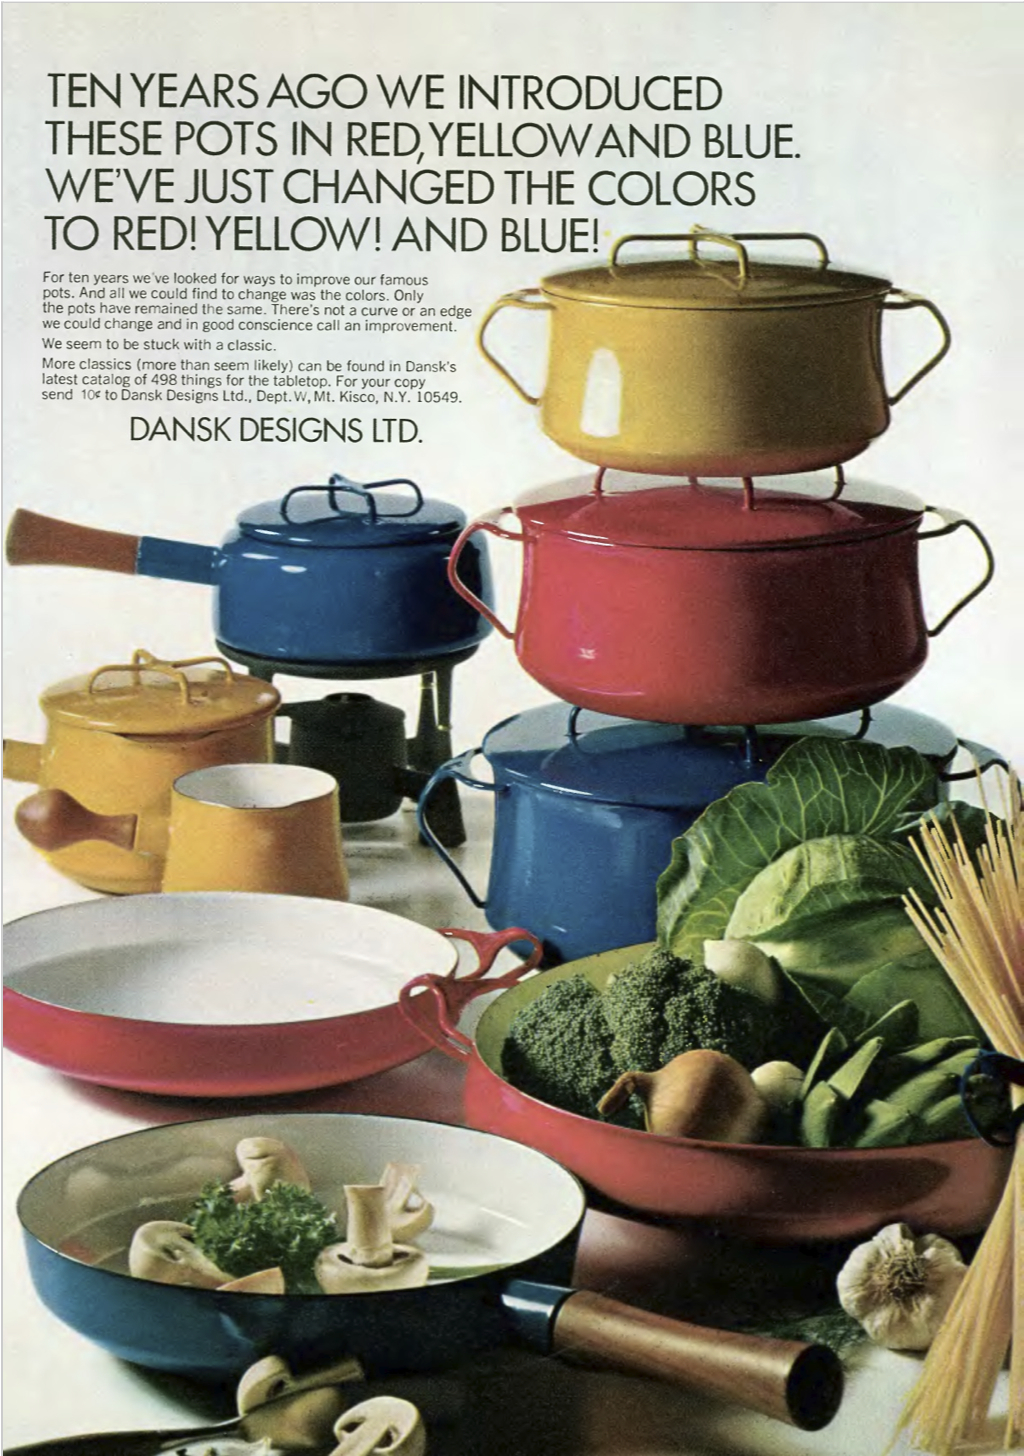 TEN YEARS AGO WE INTRODUCED
THESE POTS IN RED, YELLOW AND BLUE.
WE'VE JUST CHANGED THE COLORS
TO RED! YELLOW! AND BLUE!
For ten years we've looked for ways to improve our famous
pots. And all we could find to change was the colors. Only
the pots have remained the same. There's not a curve or an edge
we could change and in good conscience call an improvement.
We seem to be stuck with a classic.
More classics (more than seem likely) can be found in Dansk's
latest catalog of 498 things for the tabletop. For your copy
send 10¢ to Dansk Designs Ltd., Dept. W, Mt. Kisco, N.Y. 10549.
DANSK DESIGNS LTD.